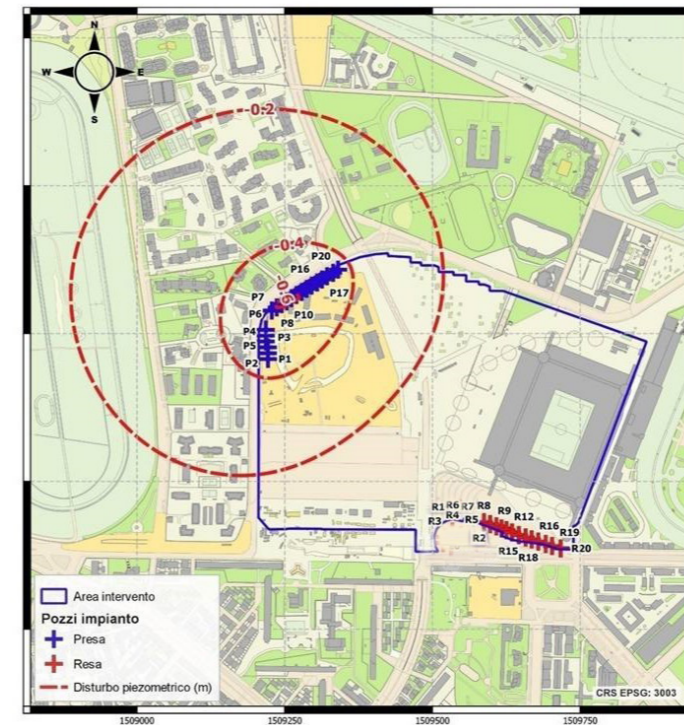 N
W E
S
-0.2
-0.4
-0.6
P20
P16
P17
P7
P6
P10
P8
P4
P3
P5
P1
P2
R1 R6 R7 R8
R3 R4 R5 R9
R12
R2
R16
R19
R15
R18
R20
Area intervento
Pozzi impianto
Presa
Resa
Disturbo piezometrico (m)
CRS EPSG: 3003
1509000 1509250 1509500 1509750